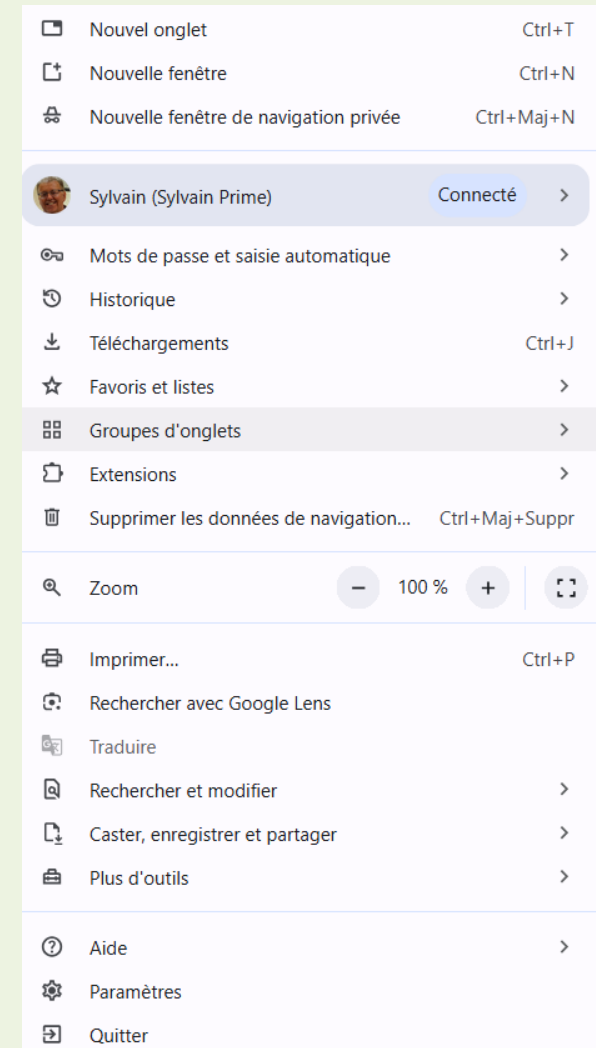 Nouvel onglet Ctrl+T
Nouvelle fenêtre Ctrl+N
Nouvelle fenêtre de navigation privée Ctrl+Maj+N
Sylvain (Sylvain Prime) Connecté
Mots de passe et saisie automatique
Historique
Téléchargements Ctrl+J
Favoris et listes
Groupes d'onglets
Extensions
Supprimer les données de navigation... Ctrl+Maj+Suppr
Zoom − 100 % +
Imprimer... Ctrl+P
Rechercher avec Google Lens
Traduire
Rechercher et modifier
Caster, enregistrer et partager
Plus d'outils
Aide
Paramètres
Quitter